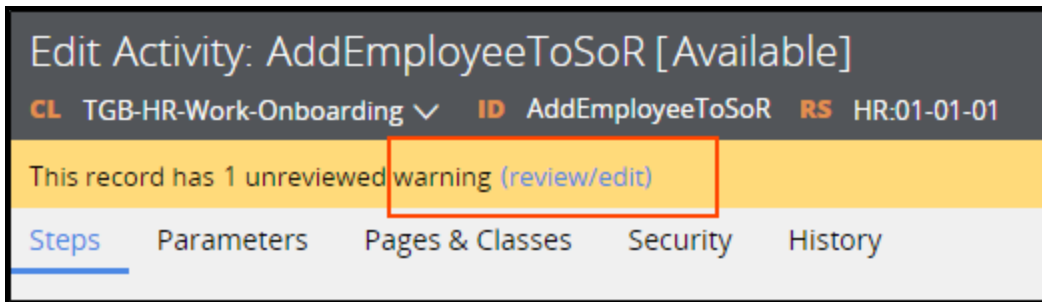 Edit Activity: AddEmployeeToSoR [Available]
CL TGB-HR-Work-Onboarding ID AddEmployeeToSoR RS HR:01-01-01
This record has 1 unreviewed warning (review/edit)
Steps Parameters Pages & Classes Security History